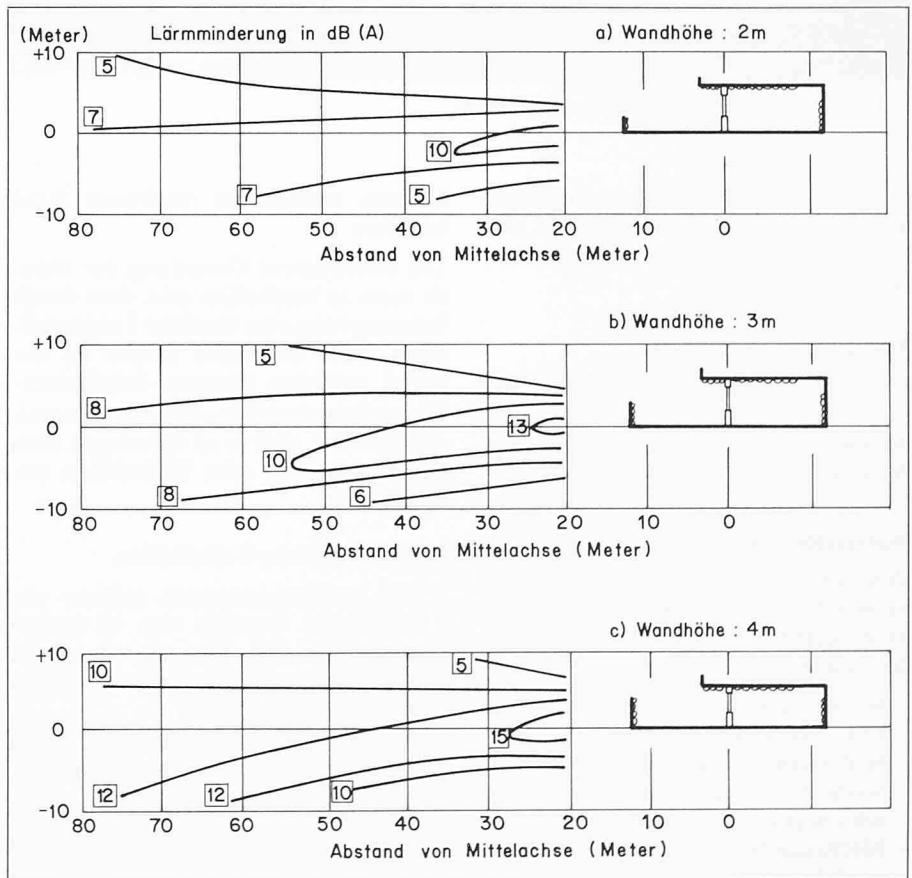 (Meter) Lärmminderung in dB (A) a) Wandhöhe : 2m
+10
5
7
0
10
7
5
-10
80 70 60 50 40 30 20 10 0
Abstand von Mittelachse (Meter)
b) Wandhöhe : 3m
+10
5
8
0
13
10
8
6
-10
80 70 60 50 40 30 20 10 0
Abstand von Mittelachse (Meter)
c) Wandhöhe : 4m
+10
10
5
0
15
12
12
10
-10
80 70 60 50 40 30 20 10 0
Abstand von Mittelachse (Meter)